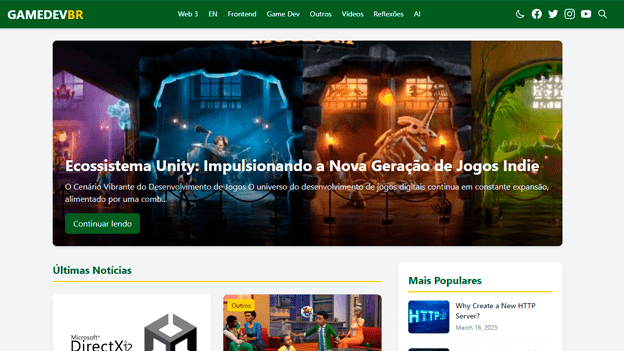 GAMEDEVBR
Web 3 EN Frontend Game Dev Outros Vídeos Reflexões AI
Ecossistema Unity: Impulsionando a Nova Geração de Jogos Indie
O Cenário Vibrante do Desenvolvimento de Jogos O universo do desenvolvimento de jogos digitais continua em constante expansão,
alimentado por uma comb...
Continuar lendo
Últimas Notícias
Mais Populares
Outros
HTTP
Why Create a New HTTP
Server?
March 16, 2025
Microsoft®
DirectX12